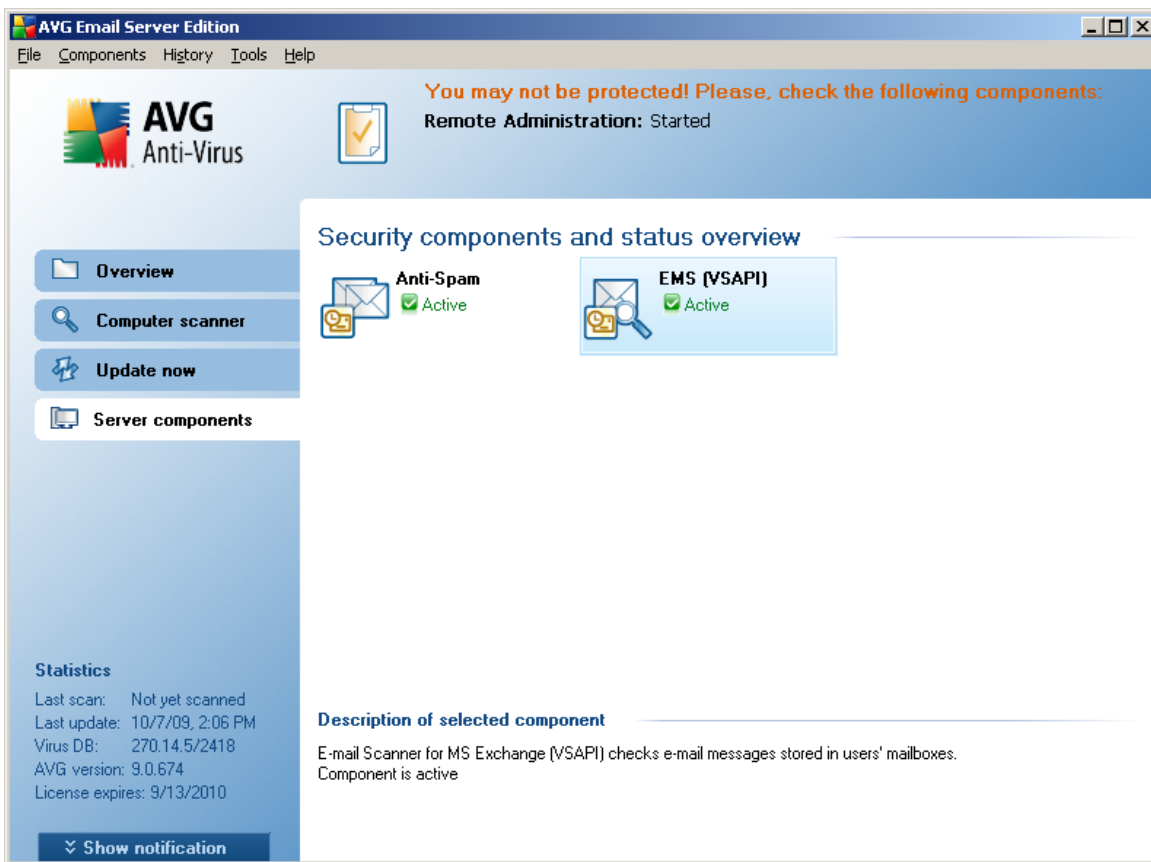 AVG Email Server Edition
File Components History Tools Help
AVG
Anti-Virus
You may not be protected! Please, check the following components:
Remote Administration: Started
Overview
Computer scanner
Update now
Server components
Security components and status overview
Anti-Spam
Active
EMS (VSAPI)
Active
Statistics
Last scan: Not yet scanned
Last update: 10/7/09, 2:06 PM
Virus DB: 270.14.5/2418
AVG version: 9.0.674
License expires: 9/13/2010
Show notification
Description of selected component
E-mail Scanner for MS Exchange (VSAPI) checks e-mail messages stored in users' mailboxes.
Component is active